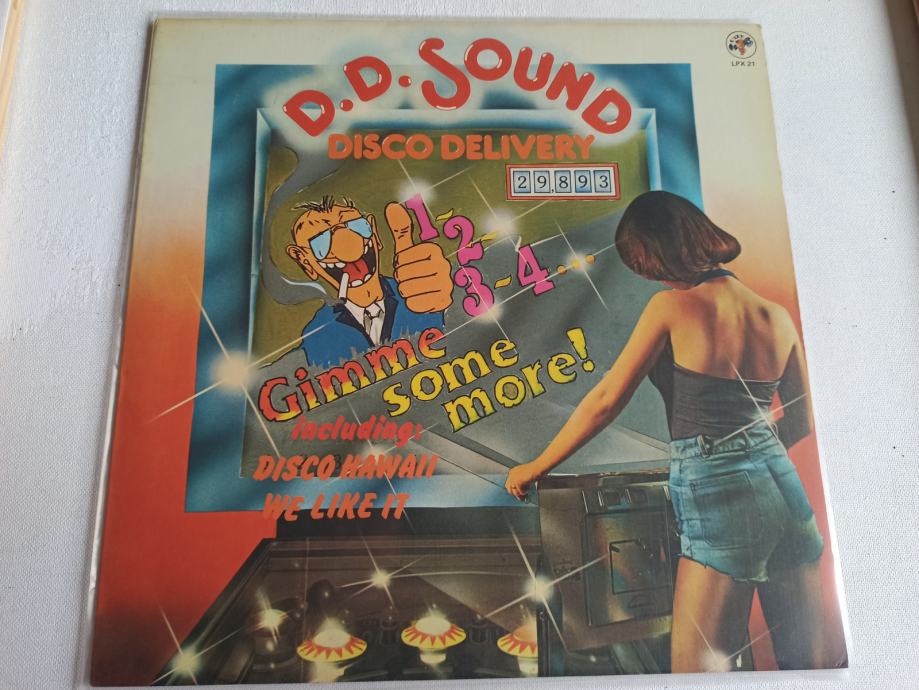 D.D. SOUND
LPX 21
DISCO DELIVERY
29,893
1-2-
3-4...
Gimme
some
more!
including:
DISCO HAWAII
WE LIKE IT